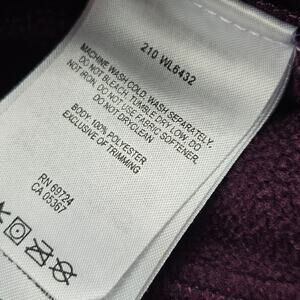 210 WL6432
MACHINE WASH COLD, WASH SEPARATELY.
DO NOT BLEACH, TUMBLE DRY LOW, DO
NOT IRON, DO NOT USE FABRIC SOFTENER.
DO NOT DRYCLEAN
BODY: 100% POLYESTER
EXCLUSIVE OF TRIMMING
RN 69724
CA 05367